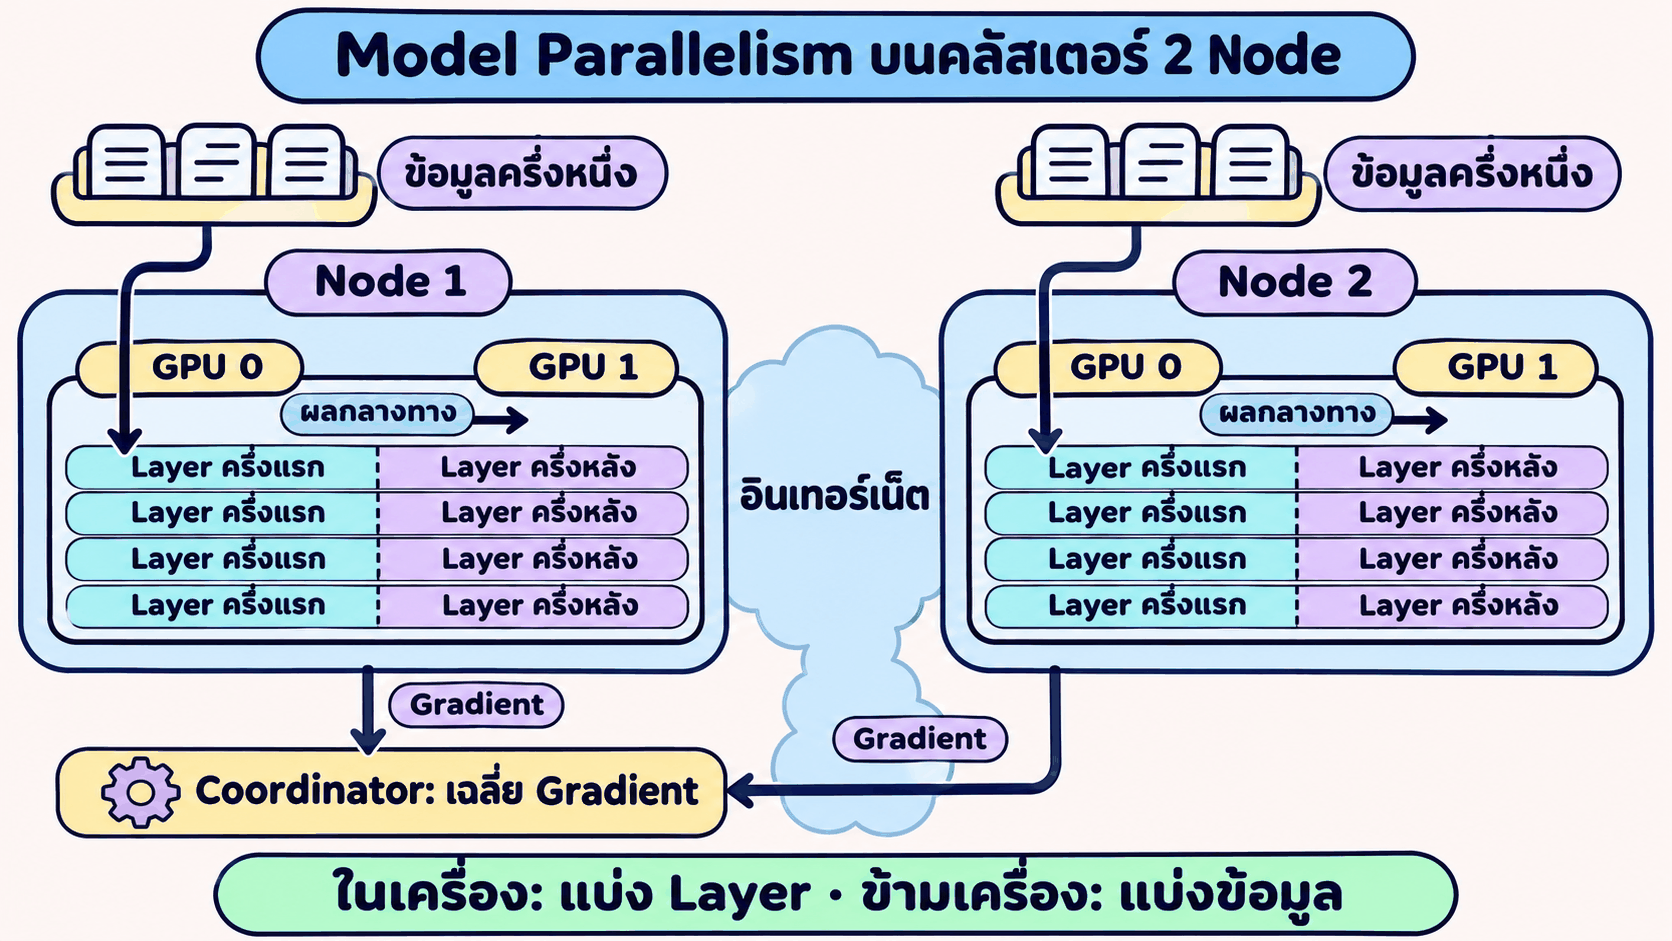 Model Parallelism บนคลัสเตอร์ 2 Node
ข้อมูลครึ่งหนึ่ง
ข้อมูลครึ่งหนึ่ง
Node 1
Node 2
GPU 0
GPU 1
GPU 0
GPU 1
ผลกลางทาง
ผลกลางทาง
Layer ครึ่งแรก
Layer ครึ่งหลัง
Layer ครึ่งแรก
Layer ครึ่งหลัง
Layer ครึ่งแรก
Layer ครึ่งหลัง
Layer ครึ่งแรก
Layer ครึ่งหลัง
อินเทอร์เน็ต
Layer ครึ่งแรก
Layer ครึ่งหลัง
Layer ครึ่งแรก
Layer ครึ่งหลัง
Layer ครึ่งแรก
Layer ครึ่งหลัง
Layer ครึ่งแรก
Layer ครึ่งหลัง
Gradient
Gradient
Coordinator: เฉลี่ย Gradient
ในเครื่อง: แบ่ง Layer • ข้ามเครื่อง: แบ่งข้อมูล